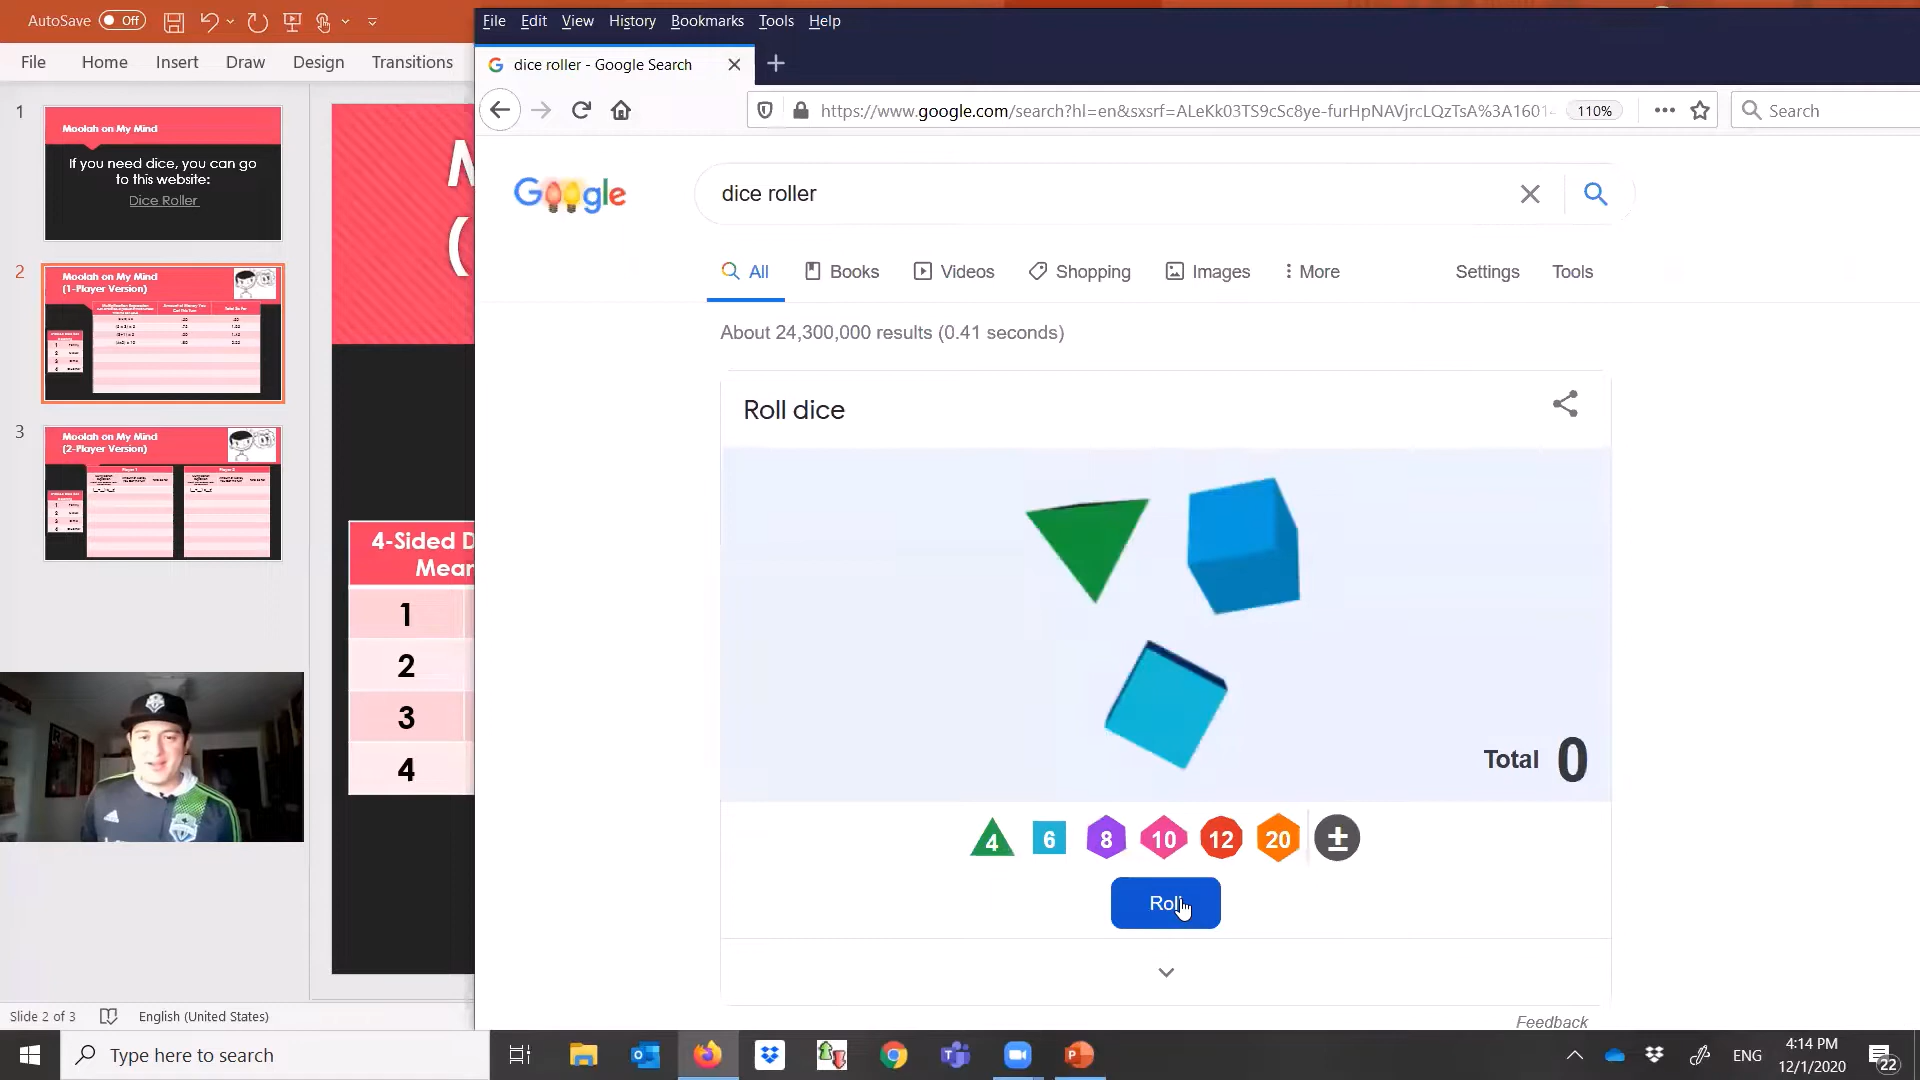 AutoSave Off
File Home Insert Draw Design Transitions
1
Moolah on My Mind
If you need dice, you can go
to this website:
Dice Roller
2
Moolah on My Mind
(1-Player Version)
3
Moolah on My Mind
(2-Player Version)
Player 1 Player 2
4-Sided D
Mear
1
2
3
4
Slide 2 of 3 English (United States)
File Edit View History Bookmarks Tools Help
dice roller - Google Search
https://www.google.com/search?hl=en&sxsrf=ALeKk03TS9cSc8ye-furHpNAVjrcLQzTsA%3A1601 110% Search
Google
dice roller
All Books Videos Shopping Images More Settings Tools
About 24,300,000 results (0.41 seconds)
Roll dice
Total 0
4 6 8 10 12 20 ±
Roll
Feedback
Type here to search
ENG
4:14 PM
12/1/2020
22